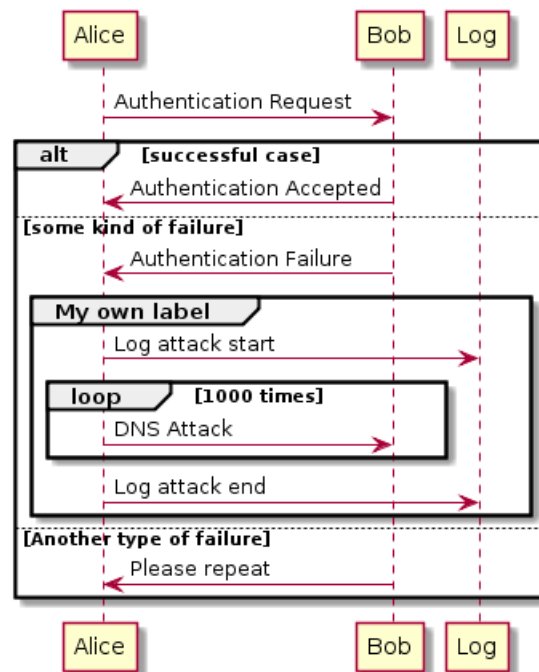 Alice Bob Log
Authentication Request
alt [successful case]
Authentication Accepted
[some kind of failure]
Authentication Failure
My own label
Log attack start
loop [1000 times]
DNS Attack
Log attack end
[Another type of failure]
Please repeat
Alice Bob Log